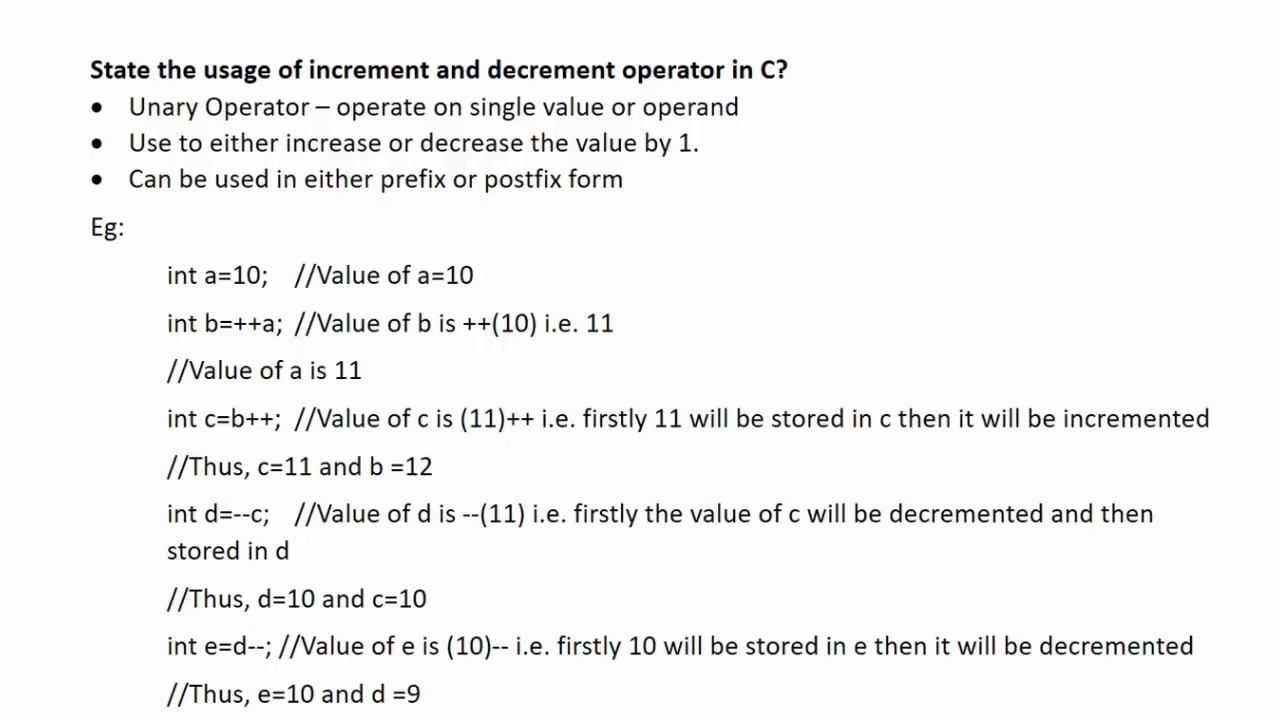 State the usage of increment and decrement operator in C?
• Unary Operator – operate on single value or operand
• Use to either increase or decrease the value by 1.
• Can be used in either prefix or postfix form
Eg:
int a=10; //Value of a=10
int b=++a; //Value of b is ++(10) i.e. 11
//Value of a is 11
int c=b++; //Value of c is (11)++ i.e. firstly 11 will be stored in c then it will be incremented
//Thus, c=11 and b =12
int d=--c; //Value of d is --(11) i.e. firstly the value of c will be decremented and then
stored in d
//Thus, d=10 and c=10
int e=d--; //Value of e is (10)-- i.e. firstly 10 will be stored in e then it will be decremented
//Thus, e=10 and d =9